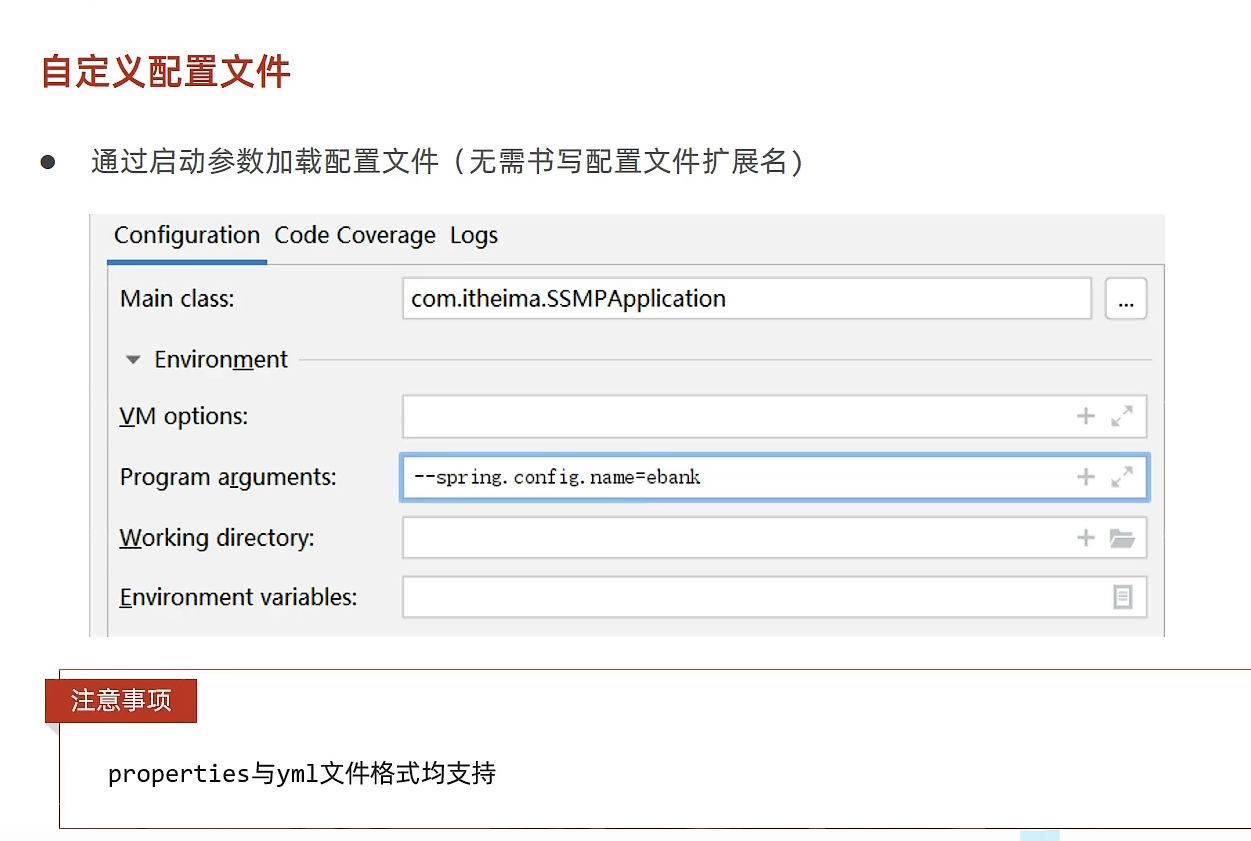 自定义配置文件
● 通过启动参数加载配置文件（无需书写配置文件扩展名）
Configuration Code Coverage Logs
Main class: com.itheima.SSMPApplication ...
Environment
VM options:
Program arguments: --spring.config.name=ebank
Working directory:
Environment variables:
注意事项
properties与yml文件格式均支持